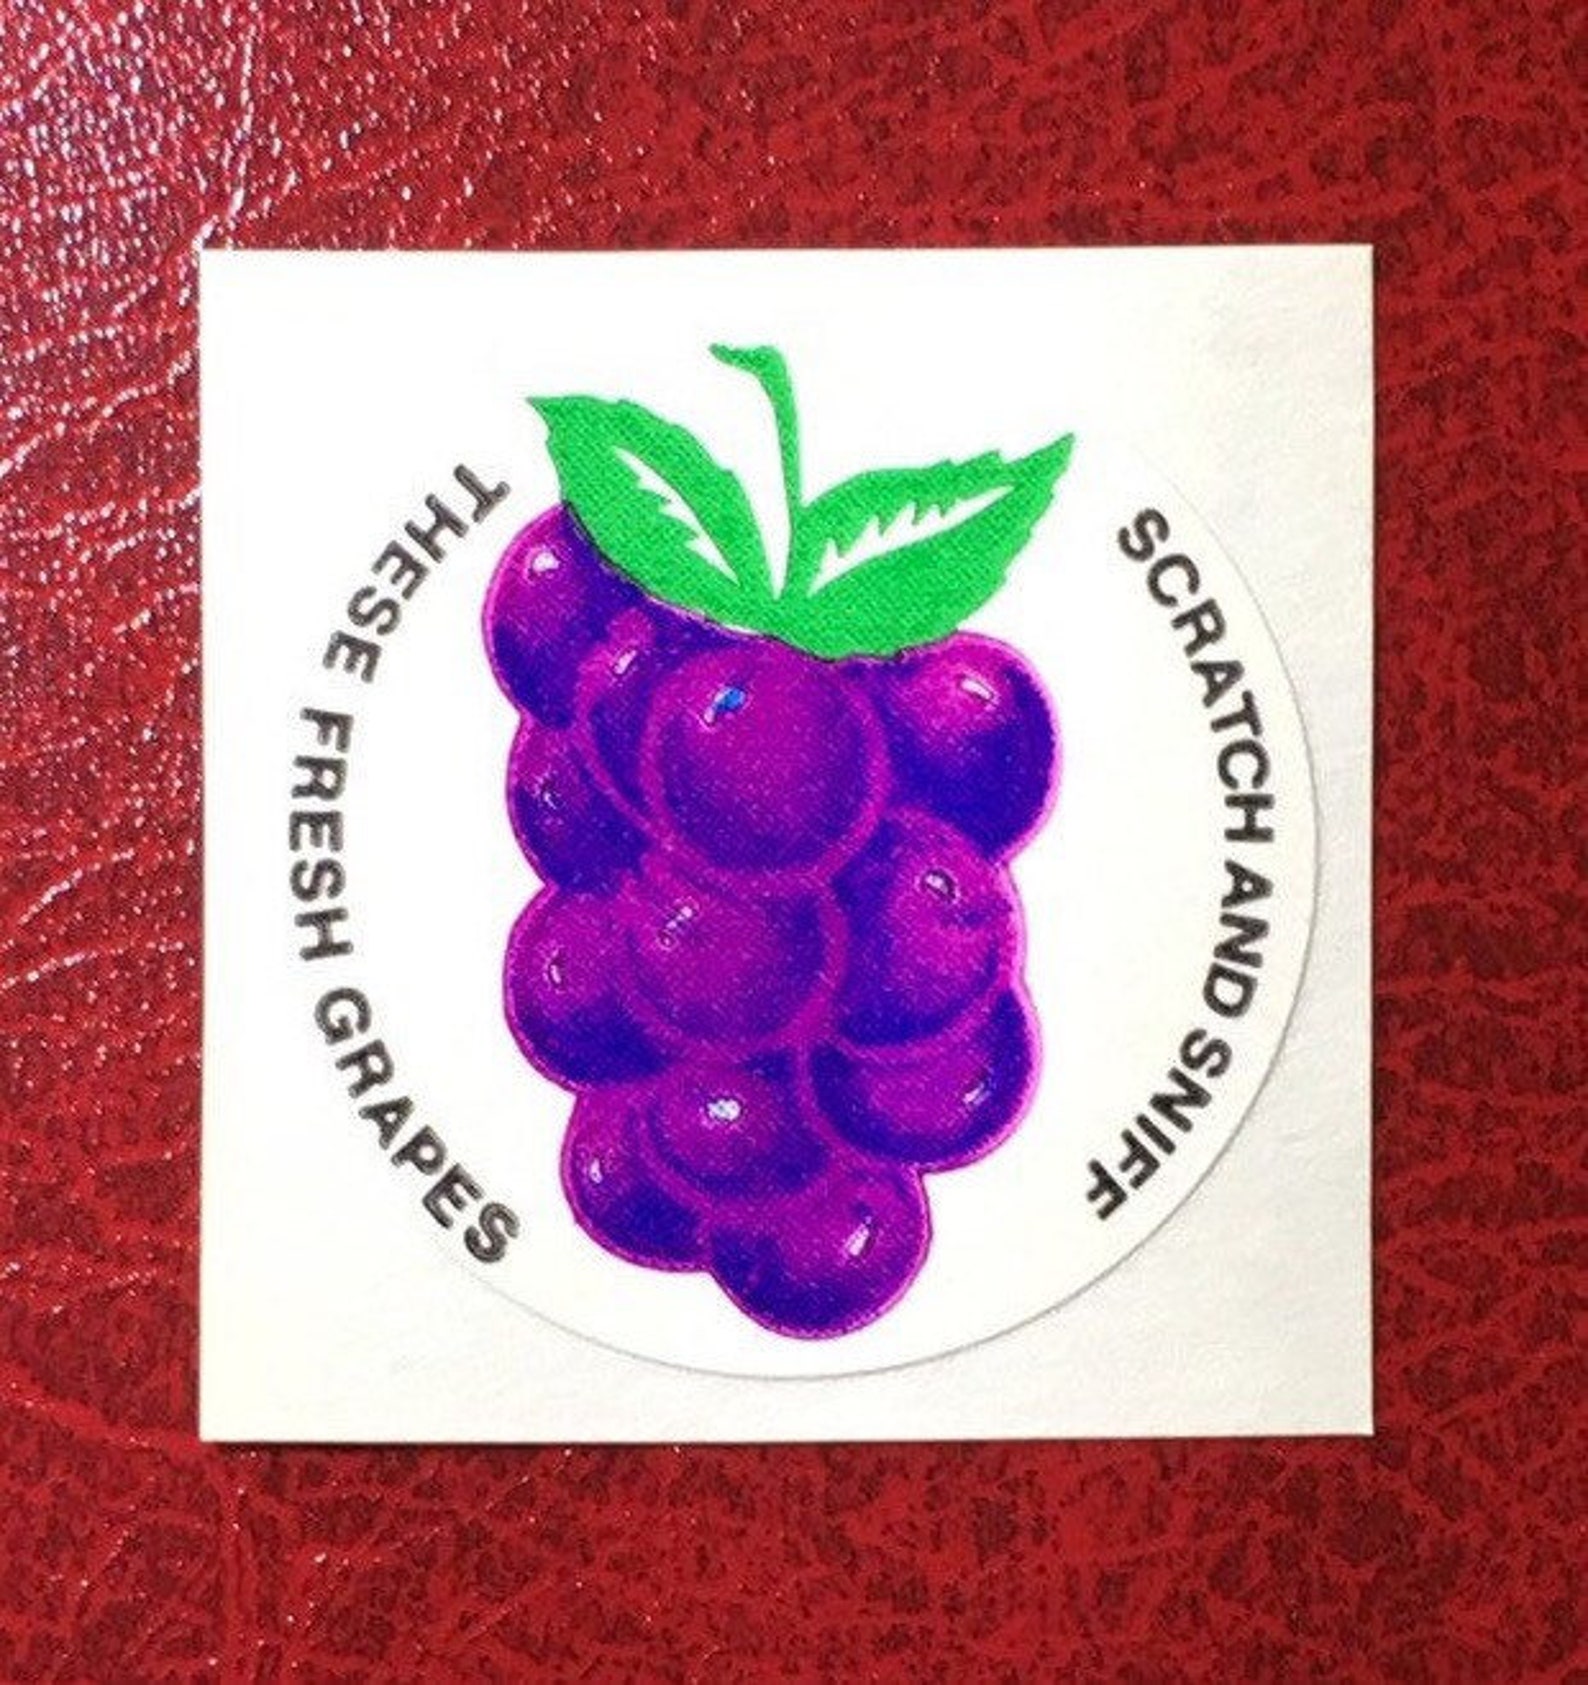 SCRATCH AND SNIFF
THESE FRESH GRAPES